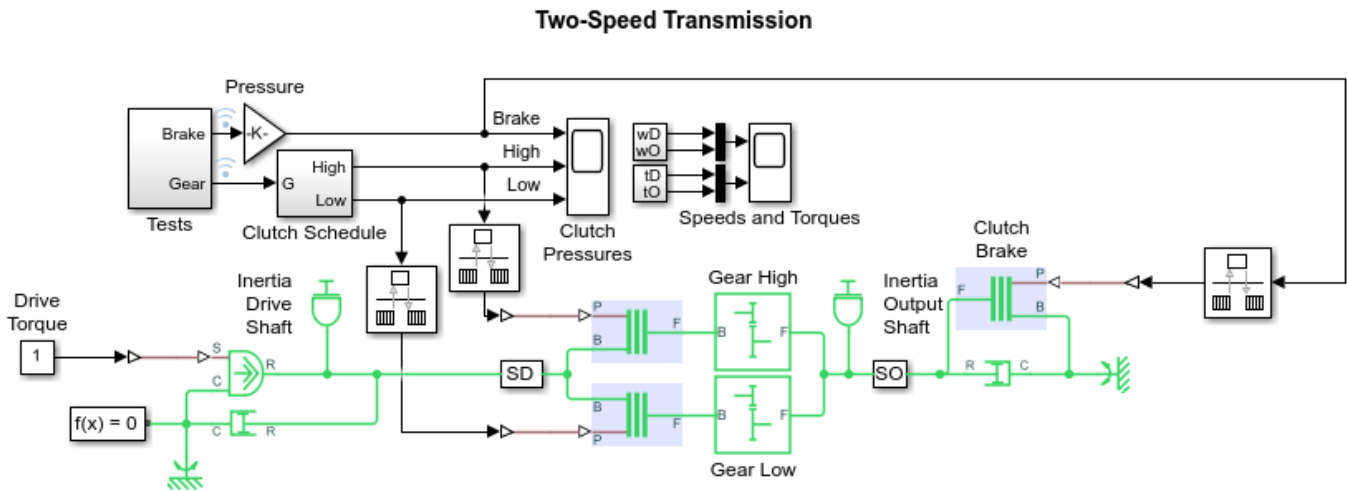 Two-Speed Transmission
Pressure
Brake
-K-
Brake
Gear
Tests
High
G
Low
Clutch Schedule
High
Low
Clutch
Pressures
wD
wO
tD
tO
Speeds and Torques
Clutch
Brake
F
P
B
Drive
Torque
1
S
C
R
f(x) = 0
C
R
Inertia
Drive
Shaft
SD
P
B
F
B
P
F
Gear High
B
F
B
F
Gear Low
Inertia
Output
Shaft
SO
R
C